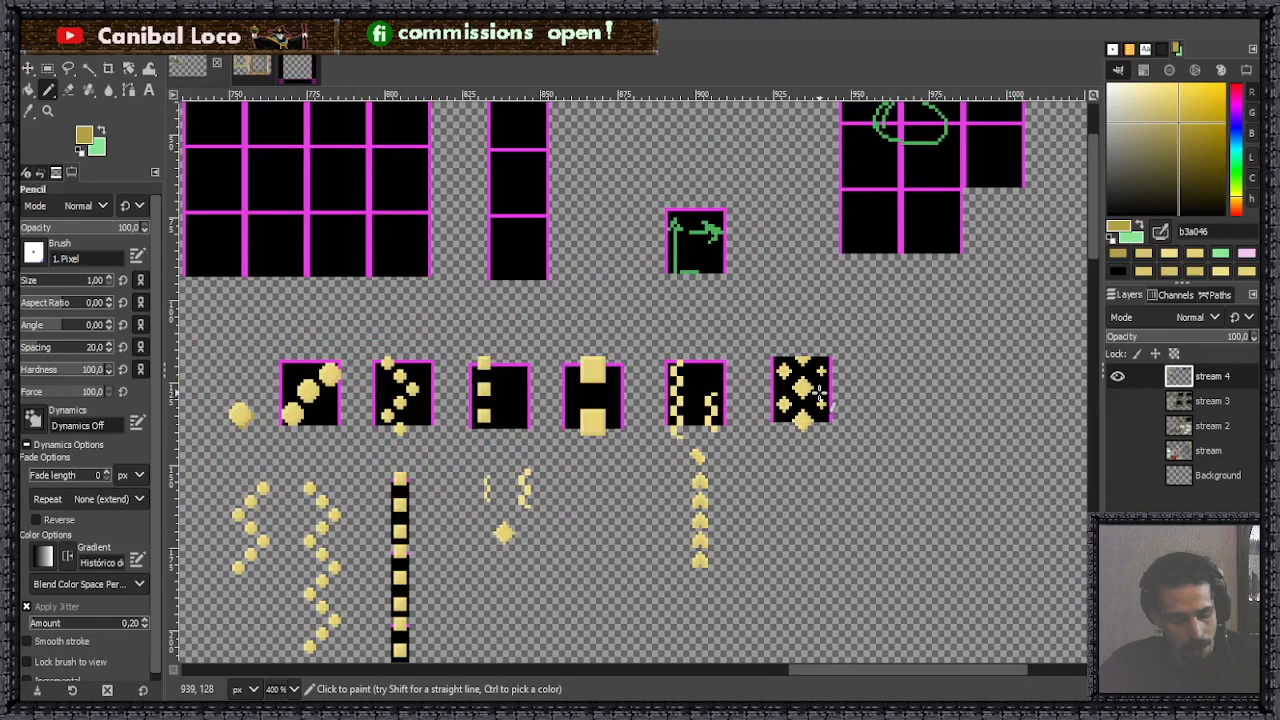 Canibal Loco
fi commissions open!
750 775 800 825 850 875 900 925 950 975 1000
Pencil
Mode Normal
Opacity 100,0
Brush
1. Pixel
Size 1,00
Aspect Ratio 0,00
Angle 0,00
Spacing 20,0
Hardness 100,0
Force 100,0
Dynamics
Dynamics Off
Dynamics Options
Fade Options
Fade length 0 px
Repeat None (extend)
Reverse
Color Options
Gradient
Histórico d
Blend Color Space Per...
Apply Jitter
Amount 0,20
Smooth stroke
Lock brush to view
Incremental
939, 128 px 400 % Click to paint (try Shift for a straight line, Ctrl to pick a color)
Aa
R
G
B
L
C
h
b3a046
Layers Channels Paths
Mode Normal
Opacity 100,0
Lock:
stream 4
stream 3
stream 2
stream
Background